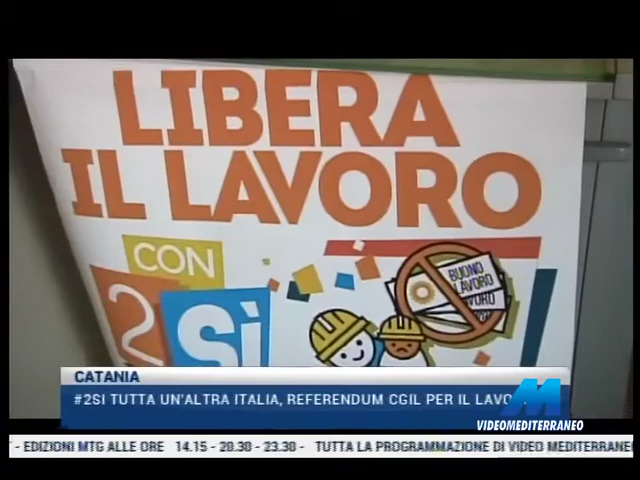 LIBERA
IL LAVORO
CON
2 Sì
BUONO
LAVORO
CATANIA
#2SI TUTTA UN'ALTRA ITALIA, REFERENDUM CGIL PER IL LAVO
M
VIDEOMEDITERRANEO
- EDIZIONI MTG ALLE ORE 14.15 - 20.30 - 23.30 - TUTTA LA PROGRAMMAZIONE DI VIDEO MEDITERRANE